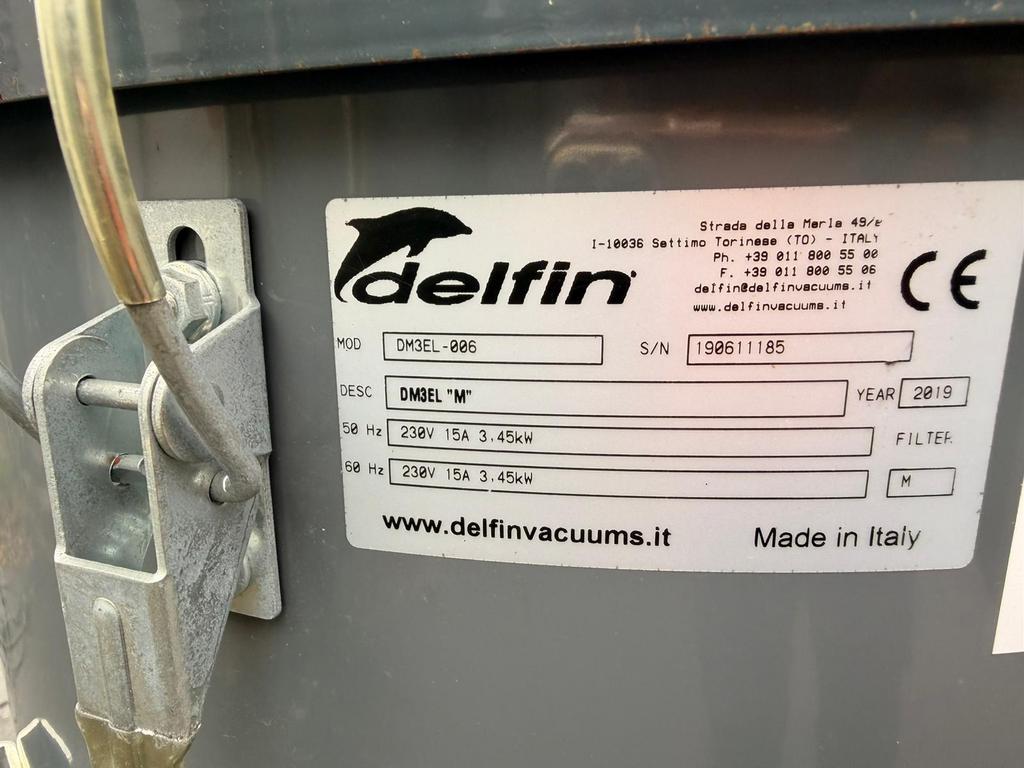 delfin
Strada della Merla 49/e
I-10036 Settimo Torinese (TO) - ITALY
Ph. +39 011 800 55 00
F. +39 011 800 55 06
delfin@delfinvacuums.it
www.delfinvacuums.it
CE
MOD DM3EL-006 S/N 190611185
DESC DM3EL "M" YEAR 2019
50 Hz 230V 15A 3,45kW FILTER
60 Hz 230V 15A 3,45kW M
www.delfinvacuums.it Made in Italy